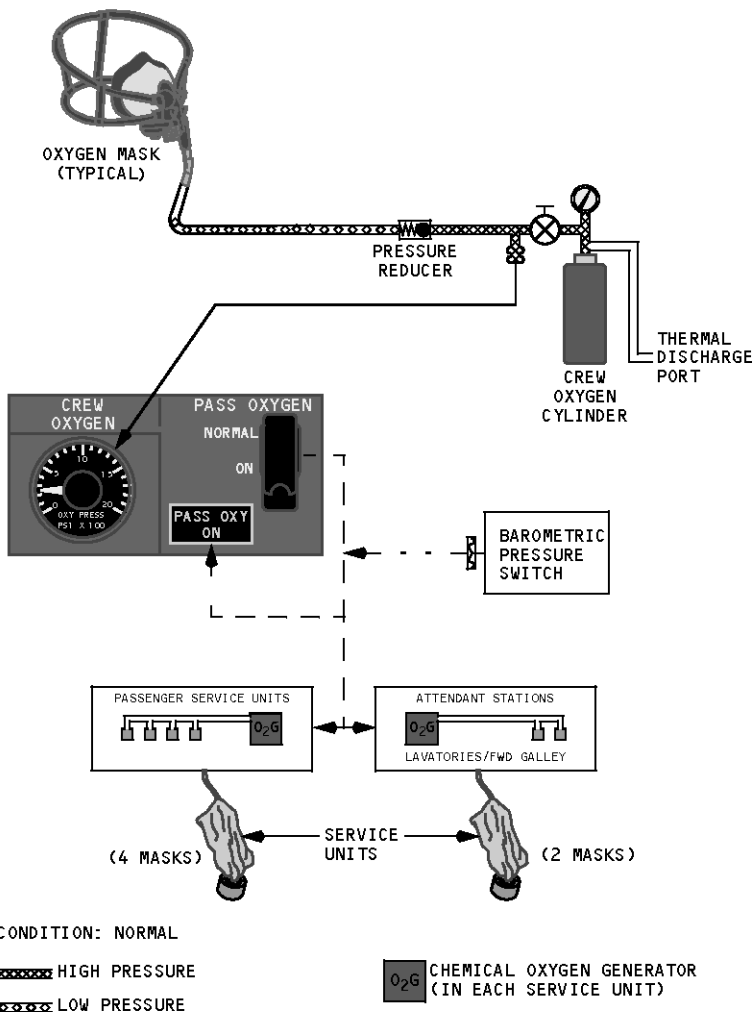 OXYGEN MASK
(TYPICAL)
PRESSURE
REDUCER
THERMAL
DISCHARGE
PORT
CREW
OXYGEN
CYLINDER
CREW
OXYGEN
PASS OXYGEN
NORMAL
ON
0
5
10
15
20
OXY PRESS
PSI X 100
PASS OXY
ON
BAROMETRIC
PRESSURE
SWITCH
PASSENGER SERVICE UNITS
O2G
ATTENDANT STATIONS
O2G
LAVATORIES/FWD GALLEY
(4 MASKS)
SERVICE
UNITS
(2 MASKS)
CONDITION: NORMAL
HIGH PRESSURE
LOW PRESSURE
O2G
CHEMICAL OXYGEN GENERATOR
(IN EACH SERVICE UNIT)